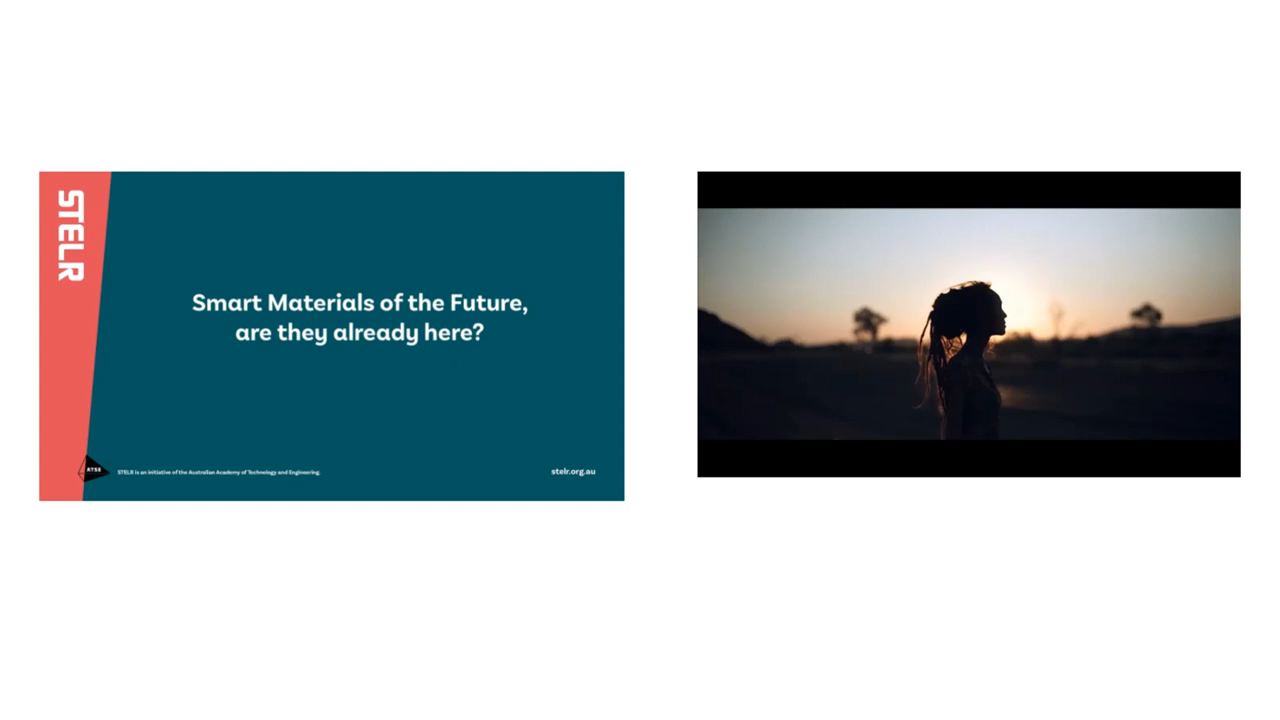 STELR
Smart Materials of the Future,
are they already here?
ATSE
STELR is an initiative of the Australian Academy of Technology and Engineering.
stelr.org.au